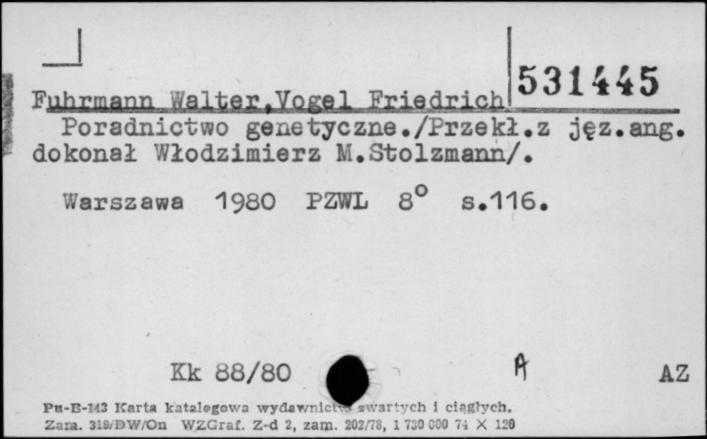 531445
Fuhrmann Walter,Vogel Friedrich
Poradnictwo genetyczne./Przekł.z jęz.ang.
dokonał Włodzimierz M.Stolzmann/.
Warszawa 1980 PZWL 8° s.116.
Kk 88/80 A AZ
Pu-B-143 Karta katalogowa wydawnictw zwartych i ciągłych.
Zam. 319/DW/On WZGraf. Z-d 2, zam. 202/78, 1 730 000 74 X 120